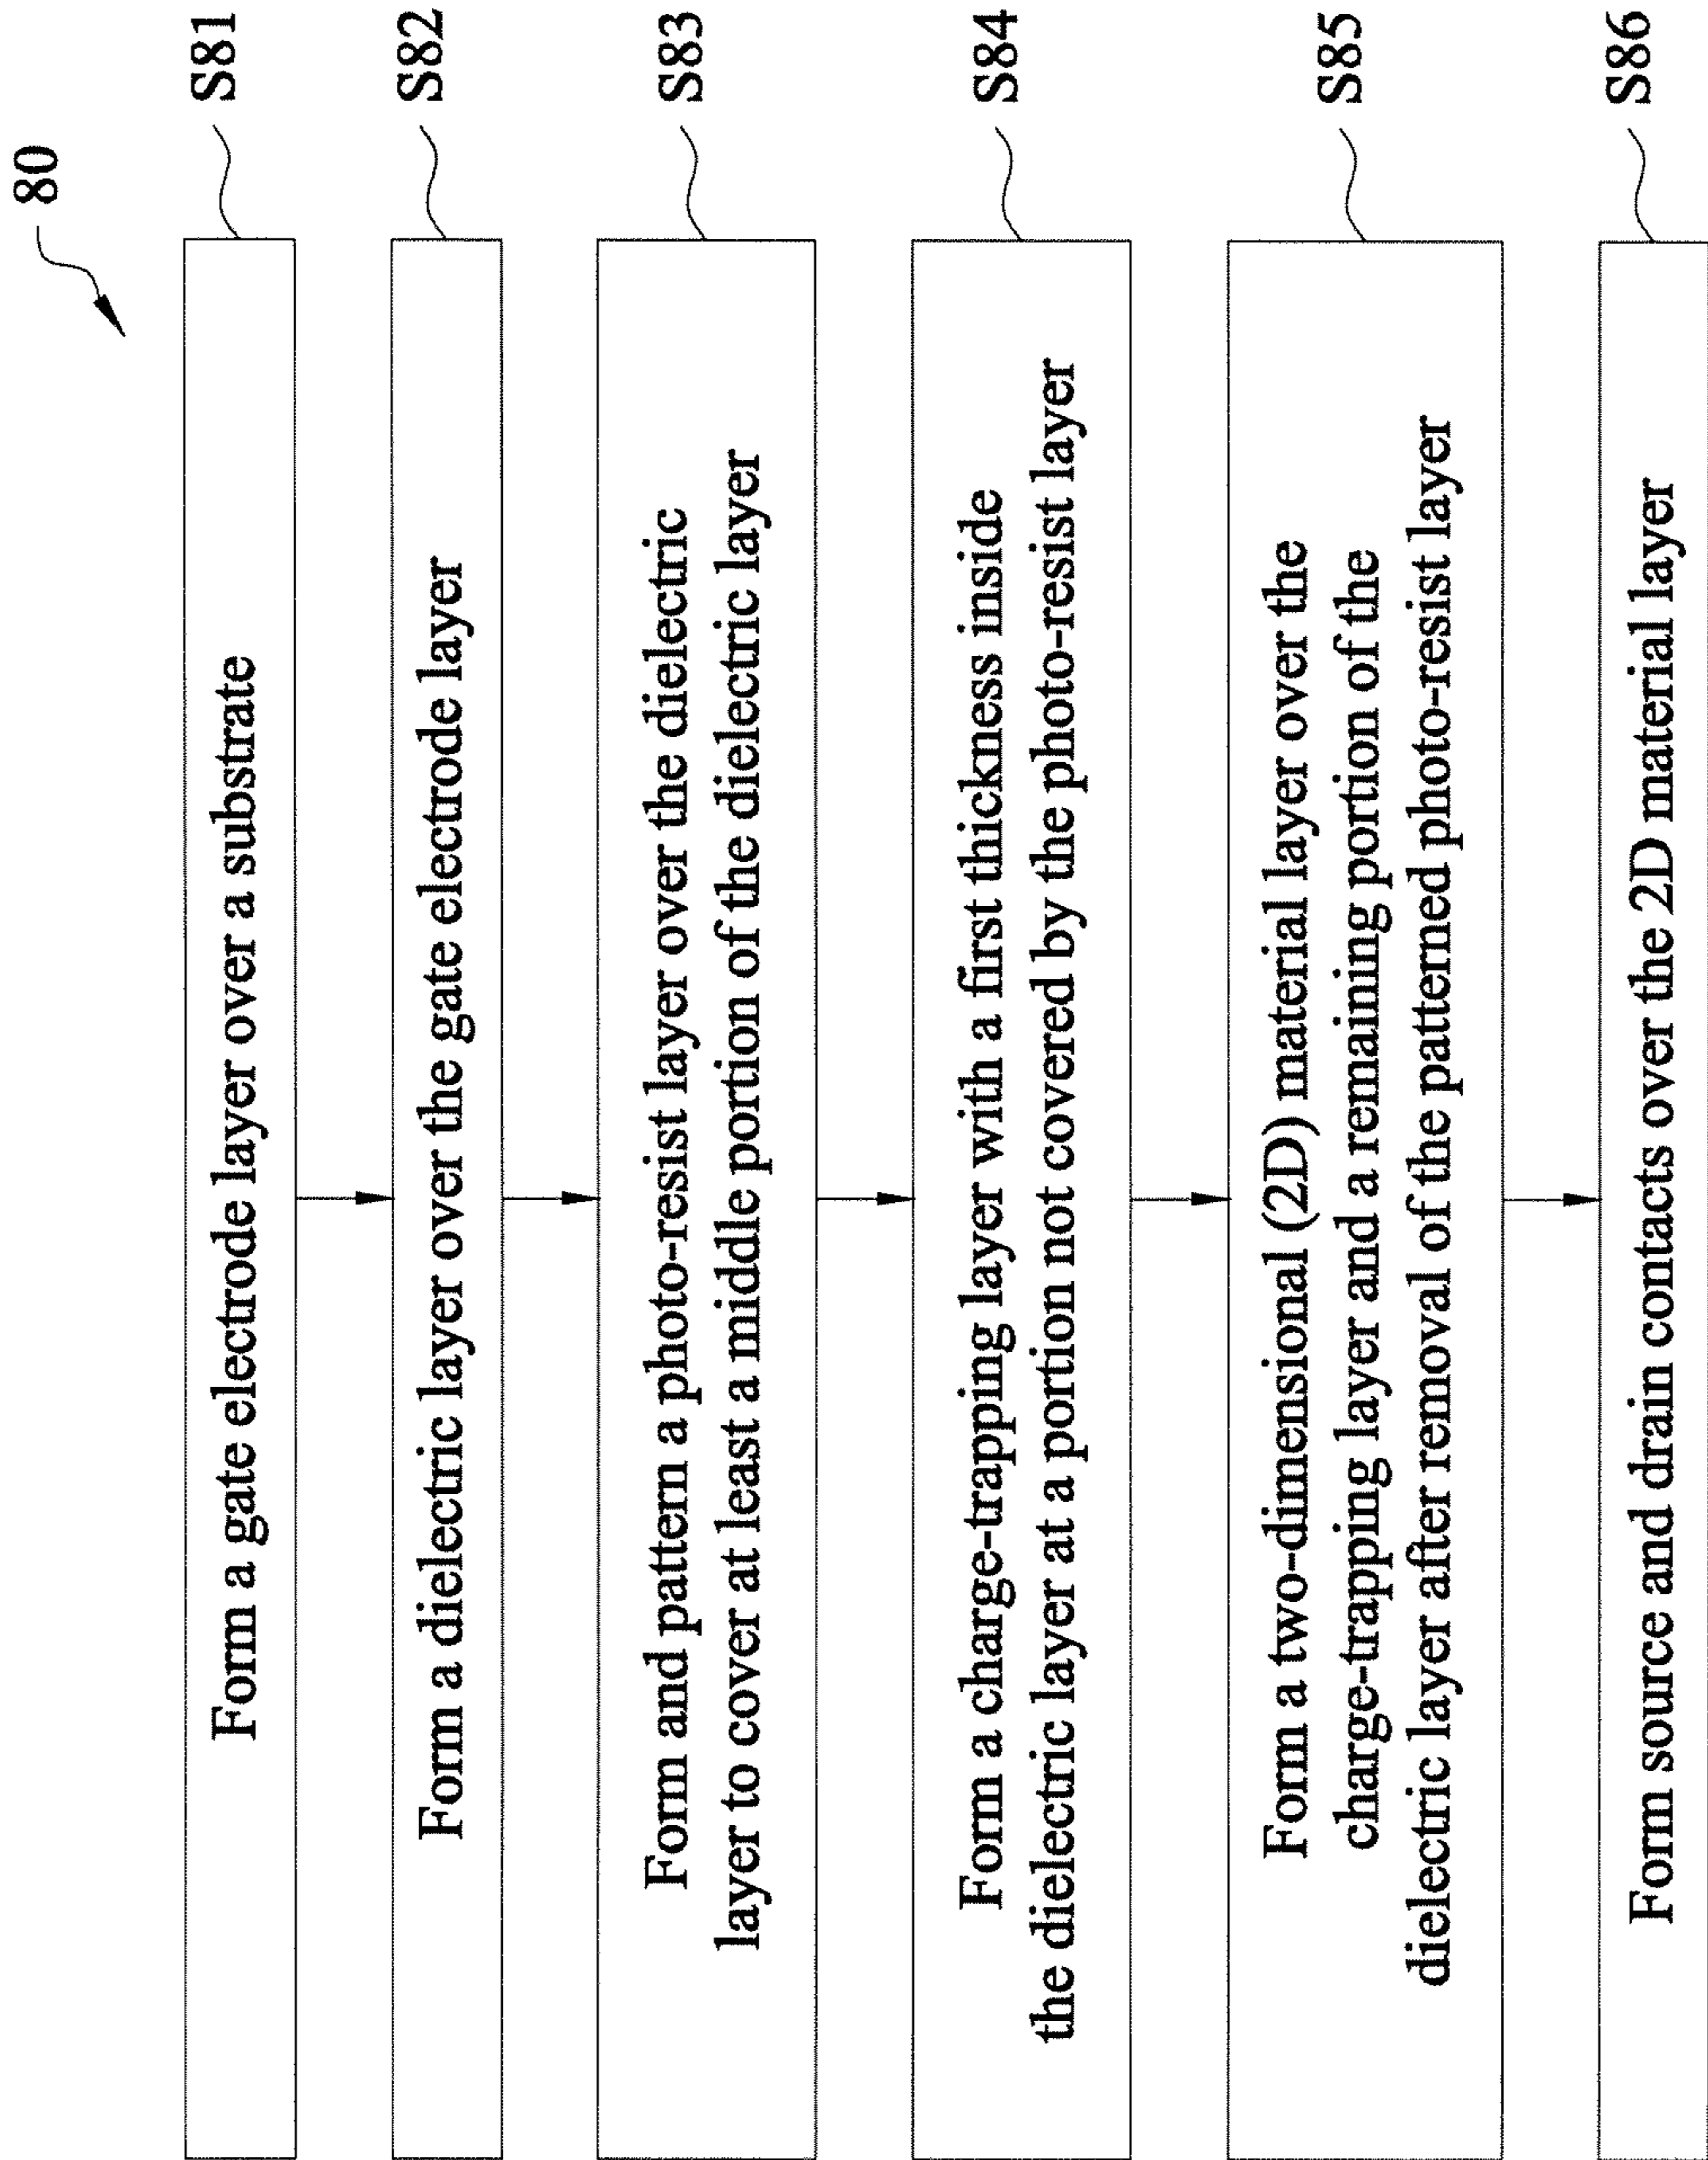 80
Form a gate electrode layer over a substrate
S81
Form a dielectric layer over the gate electrode layer
S82
Form and pattern a photo-resist layer over the dielectric
layer to cover at least a middle portion of the dielectric layer
S83
Form a charge-trapping layer with a first thickness inside
the dielectric layer at a portion not covered by the photo-resist layer
S84
Form a two-dimensional (2D) material layer over the
charge-trapping layer and a remaining portion of the
dielectric layer after removal of the patterned photo-resist layer
S85
Form source and drain contacts over the 2D material layer
S86